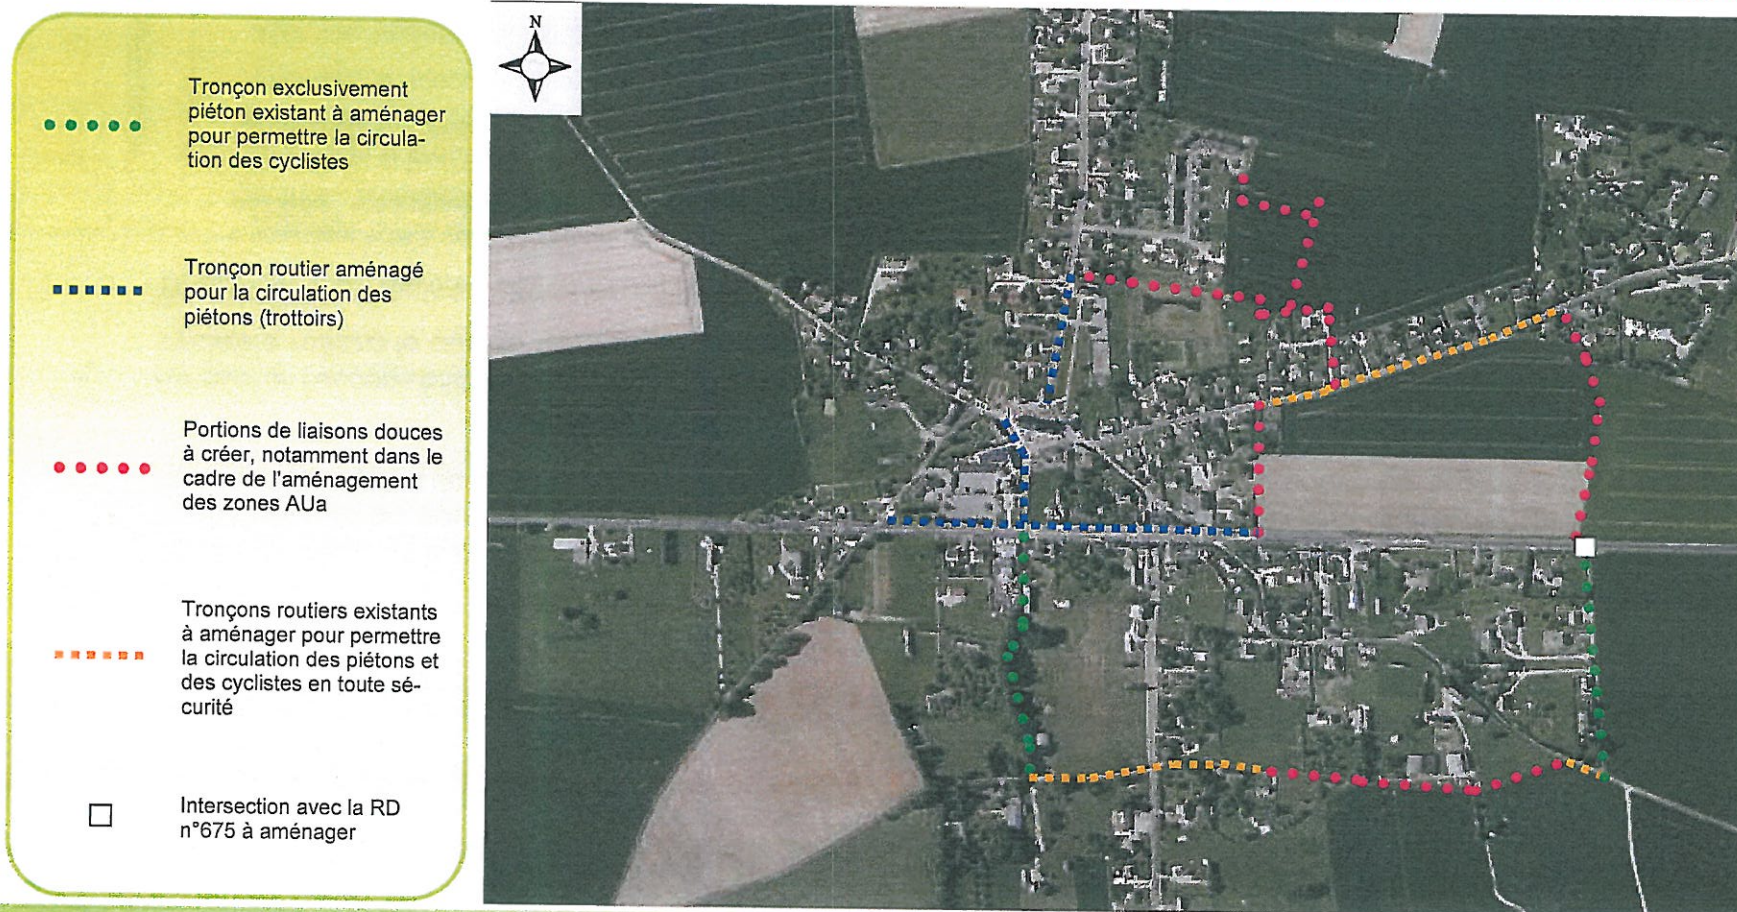 N
Tronçon exclusivement
piéton existant à aménager
pour permettre la circula-
tion des cyclistes
Tronçon routier aménagé
pour la circulation des
piétons (trottoirs)
Portions de liaisons douces
à créer, notamment dans le
cadre de l'aménagement
des zones AUa
Tronçons routiers existants
à aménager pour permettre
la circulation des piétons et
des cyclistes en toute sé-
curité
Intersection avec la RD
n°675 à aménager